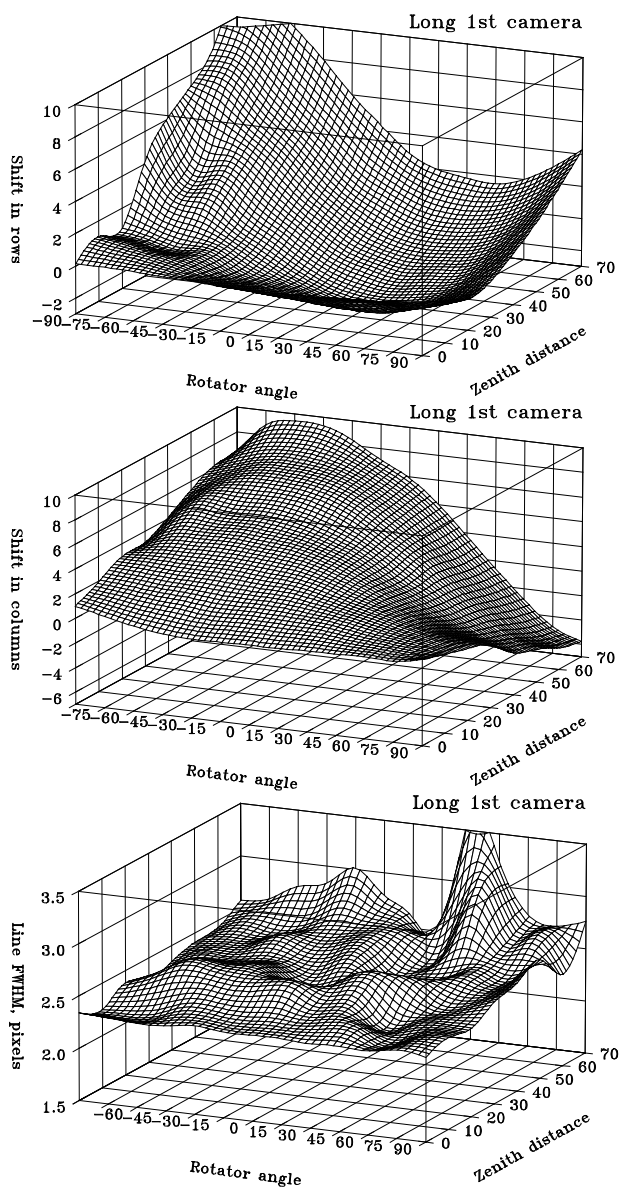 Long 1st camera
10
8
6
4
2
0
−2
Shift in rows
−90 −75 −60 −45 −30 −15 0 15 30 45 60 75 90
0 10 20 30 40 50 60 70
Rotator angle
Zenith distance
Long 1st camera
10
8
6
4
2
0
−2
−4
−6
Shift in columns
−75 −60 −45 −30 −15 0 15 30 45 60 75 90
0 10 20 30 40 50 60 70
Rotator angle
Zenith distance
Long 1st camera
3.5
3.0
2.5
2.0
1.5
Line FWHM, pixels
−60 −45 −30 −15 0 15 30 45 60 75 90
0 10 20 30 40 50 60 70
Rotator angle
Zenith distance